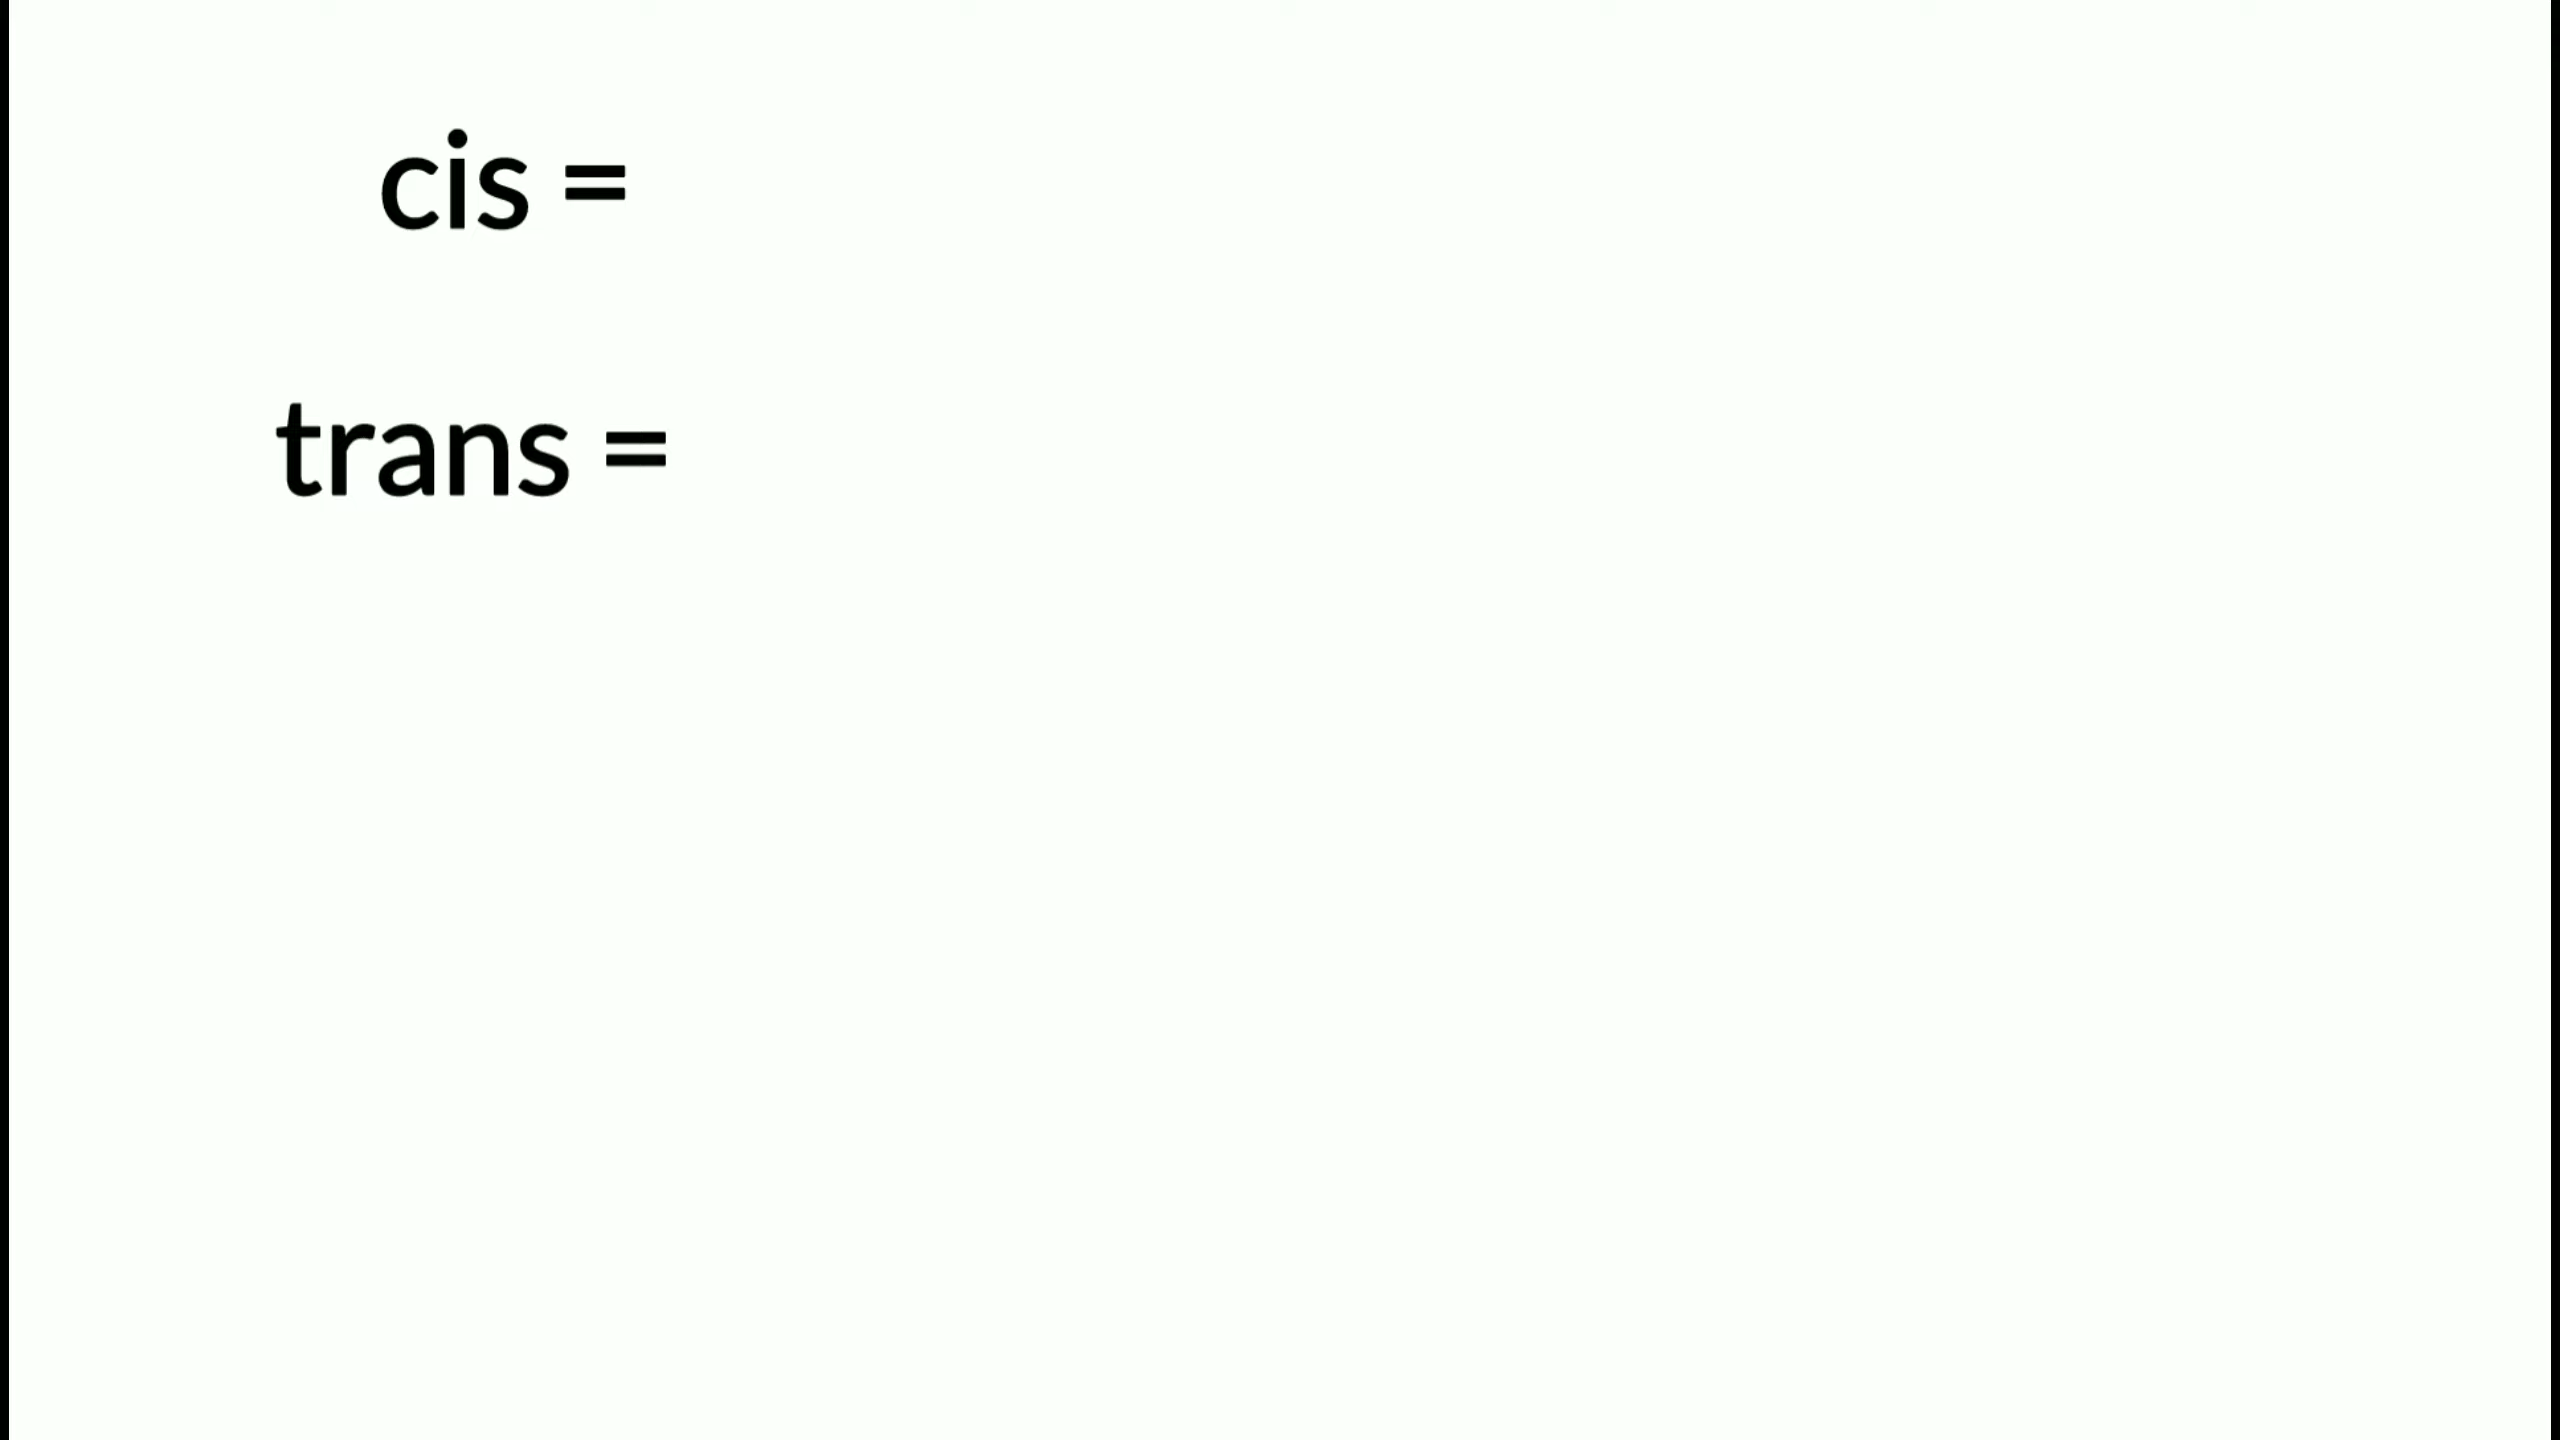 cis =
trans =